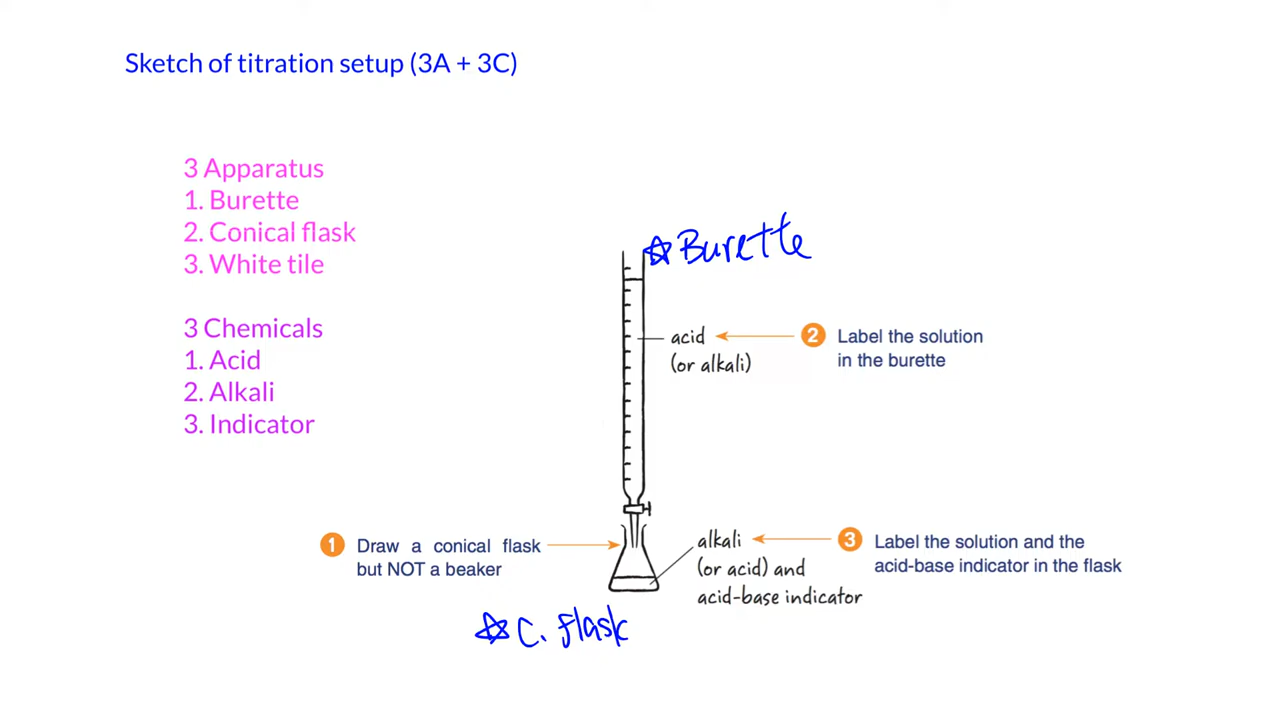 Sketch of titration setup (3A + 3C)
3 Apparatus
1. Burette
2. Conical flask
3. White tile
3 Chemicals
1. Acid
2. Alkali
3. Indicator
☆ Burette
acid
(or alkali)
2 Label the solution
in the burette
1 Draw a conical flask
but NOT a beaker
alkali
(or acid) and
acid-base indicator
3 Label the solution and the
acid-base indicator in the flask
☆ C. flask